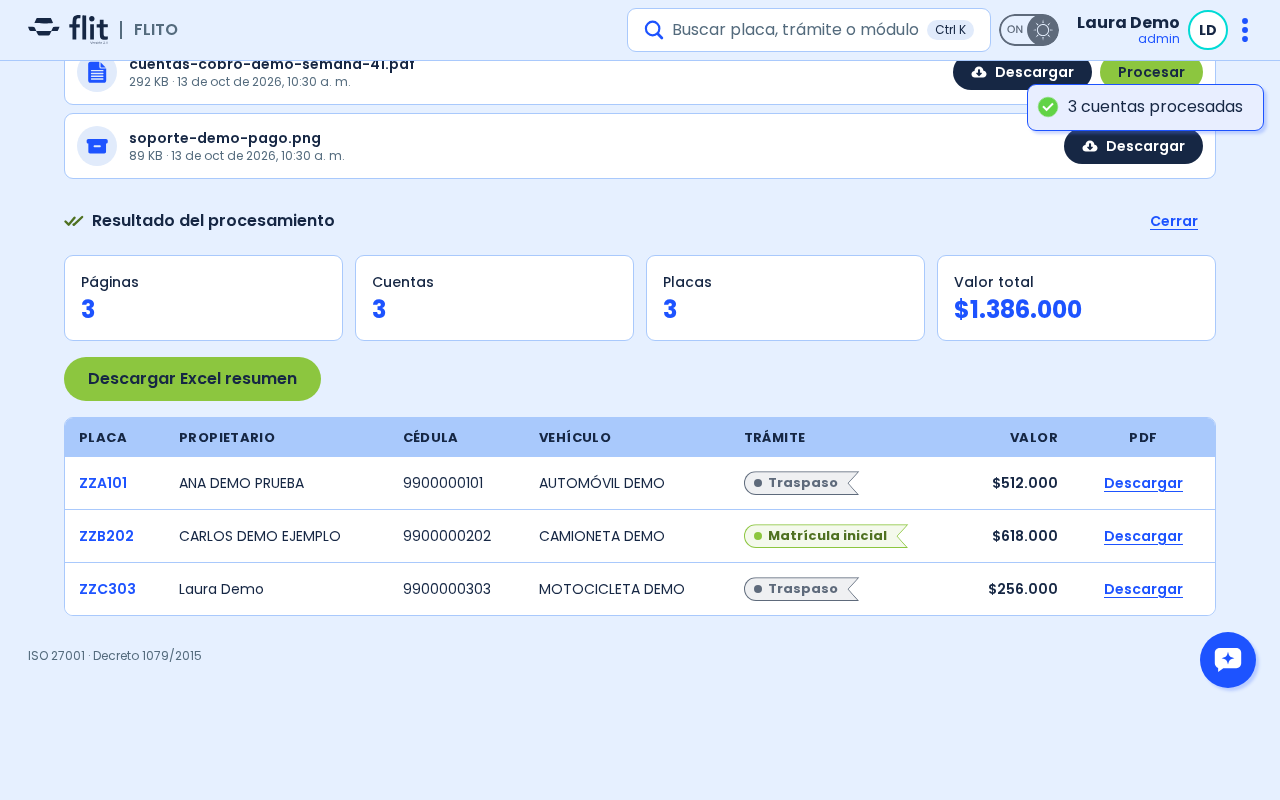 flit | FLITO
Buscar placa, trámite o módulo Ctrl K
ON
Laura Demo
admin
LD
cuentas-cobro-demo-semana-41.pdf
292 KB · 13 de oct de 2026, 10:30 a. m.
Descargar
Procesar
3 cuentas procesadas
soporte-demo-pago.png
89 KB · 13 de oct de 2026, 10:30 a. m.
Descargar
Resultado del procesamiento
Cerrar
Páginas
3
Cuentas
3
Placas
3
Valor total
$1.386.000
Descargar Excel resumen
PLACA PROPIETARIO CÉDULA VEHÍCULO TRÁMITE VALOR PDF
ZZA101 ANA DEMO PRUEBA 9900000101 AUTOMÓVIL DEMO Traspaso $512.000 Descargar
ZZB202 CARLOS DEMO EJEMPLO 9900000202 CAMIONETA DEMO Matrícula inicial $618.000 Descargar
ZZC303 Laura Demo 9900000303 MOTOCICLETA DEMO Traspaso $256.000 Descargar
ISO 27001 · Decreto 1079/2015